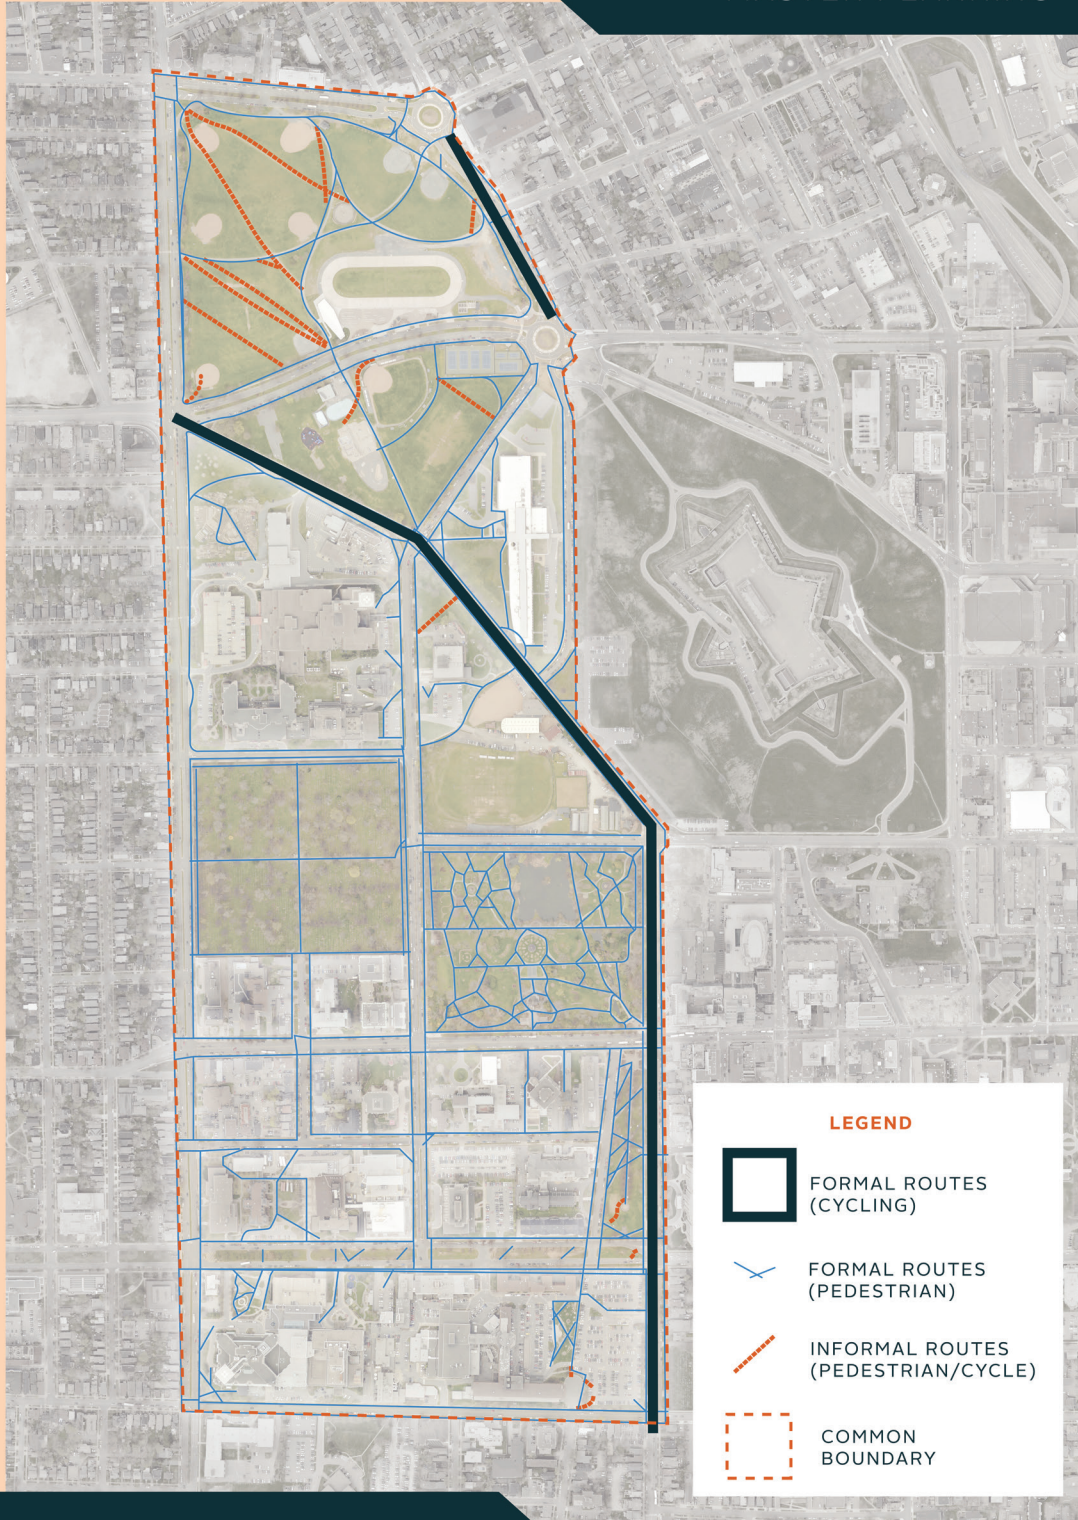 LEGEND
FORMAL ROUTES
(CYCLING)
FORMAL ROUTES
(PEDESTRIAN)
INFORMAL ROUTES
(PEDESTRIAN/CYCLE)
COMMON
BOUNDARY